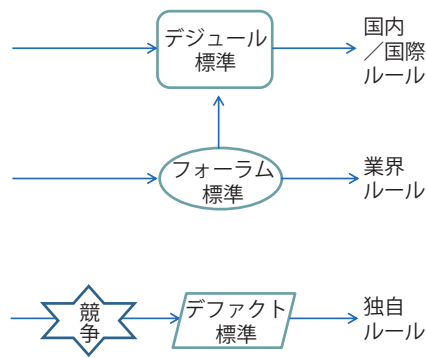 デジュール
標準
国内
／国際
ルール
フォーラム
標準
業界
ルール
競
争
デファクト
標準
独自
ルール